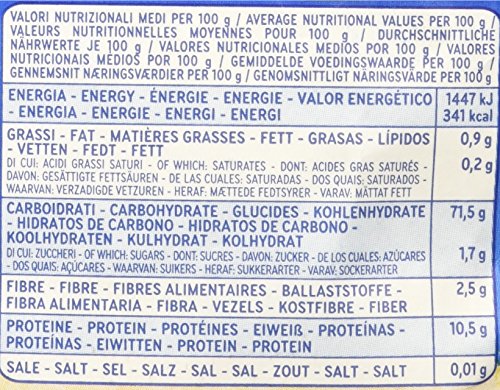 VALORI NUTRIZIONALI MEDI PER 100 g / AVERAGE NUTRITIONAL VALUES PER 100 g /
VALEURS NUTRITIONNELLES MOYENNES POUR 100 g / DURCHSCHNITTLICHE
NÄHRWERTE JE 100 g / VALORES NUTRICIONALES MEDIOS POR 100 g / VALORES
NUTRICIONAIS MEDIOS POR 100 g / GEMIDDELDE VOEDINGSWAARDE PER 100 g /
GENNEMSNIT NÆRINGSVÆRDIER PER 100 g / GENOMSNITTLIGT NÄRINGSVÄRDE PER 100 g
ENERGIA - ENERGY - ÉNERGIE - ENERGIE - VALOR ENERGÉTICO 1447 kJ
- ENERGIA - ENERGIE - ENERGI - ENERGI 341 kcal
GRASSI - FAT - MATIÈRES GRASSES - FETT - GRASAS - LÍPIDOS 0,9 g
- VETTEN - FEDT - FETT
DI CUI: ACIDI GRASSI SATURI - OF WHICH: SATURATES - DONT: ACIDES GRAS SATURÉS - 0,2 g
DAVON: GESÄTTIGTE FETTSÄUREN - DE LAS CUALES: SATURADAS - DOS QUAIS: SATURADOS -
WAARVAN: VERZADIGDE VETZUREN - HERAF: MÆTTEDE FEDTSYRER - VARAV: MÄTTAT FETT
CARBOIDRATI - CARBOHYDRATE - GLUCIDES - KOHLENHYDRATE 71,5 g
- HIDRATOS DE CARBONO - HIDRATOS DE CARBONO -
KOOLHYDRATEN - KULHYDRAT - KOLHYDRAT
DI CUI: ZUCCHERI - OF WHICH: SUGARS - DONT: SUCRES - DAVON: ZUCKER - DE LOS CUALES: AZÚCARES 1,7 g
- DOS QUAIS: AÇUCARES - WAARVAN: SUIKERS - HERAF: SUKKERARTER - VARAV: SOCKERARTER
FIBRE - FIBRE - FIBRES ALIMENTAIRES - BALLASTSTOFFE - 2,5 g
FIBRA ALIMENTARIA - FIBRA - VEZELS - KOSTFIBRE - FIBER
PROTEINE - PROTEIN - PROTÉINES - EIWEIß - PROTEÍNAS - 10,5 g
PROTEÍNAS - EIWITTEN - PROTEIN - PROTEIN
SALE - SALT - SEL - SALZ - SAL - SAL - ZOUT - SALT - SALT 0,01 g